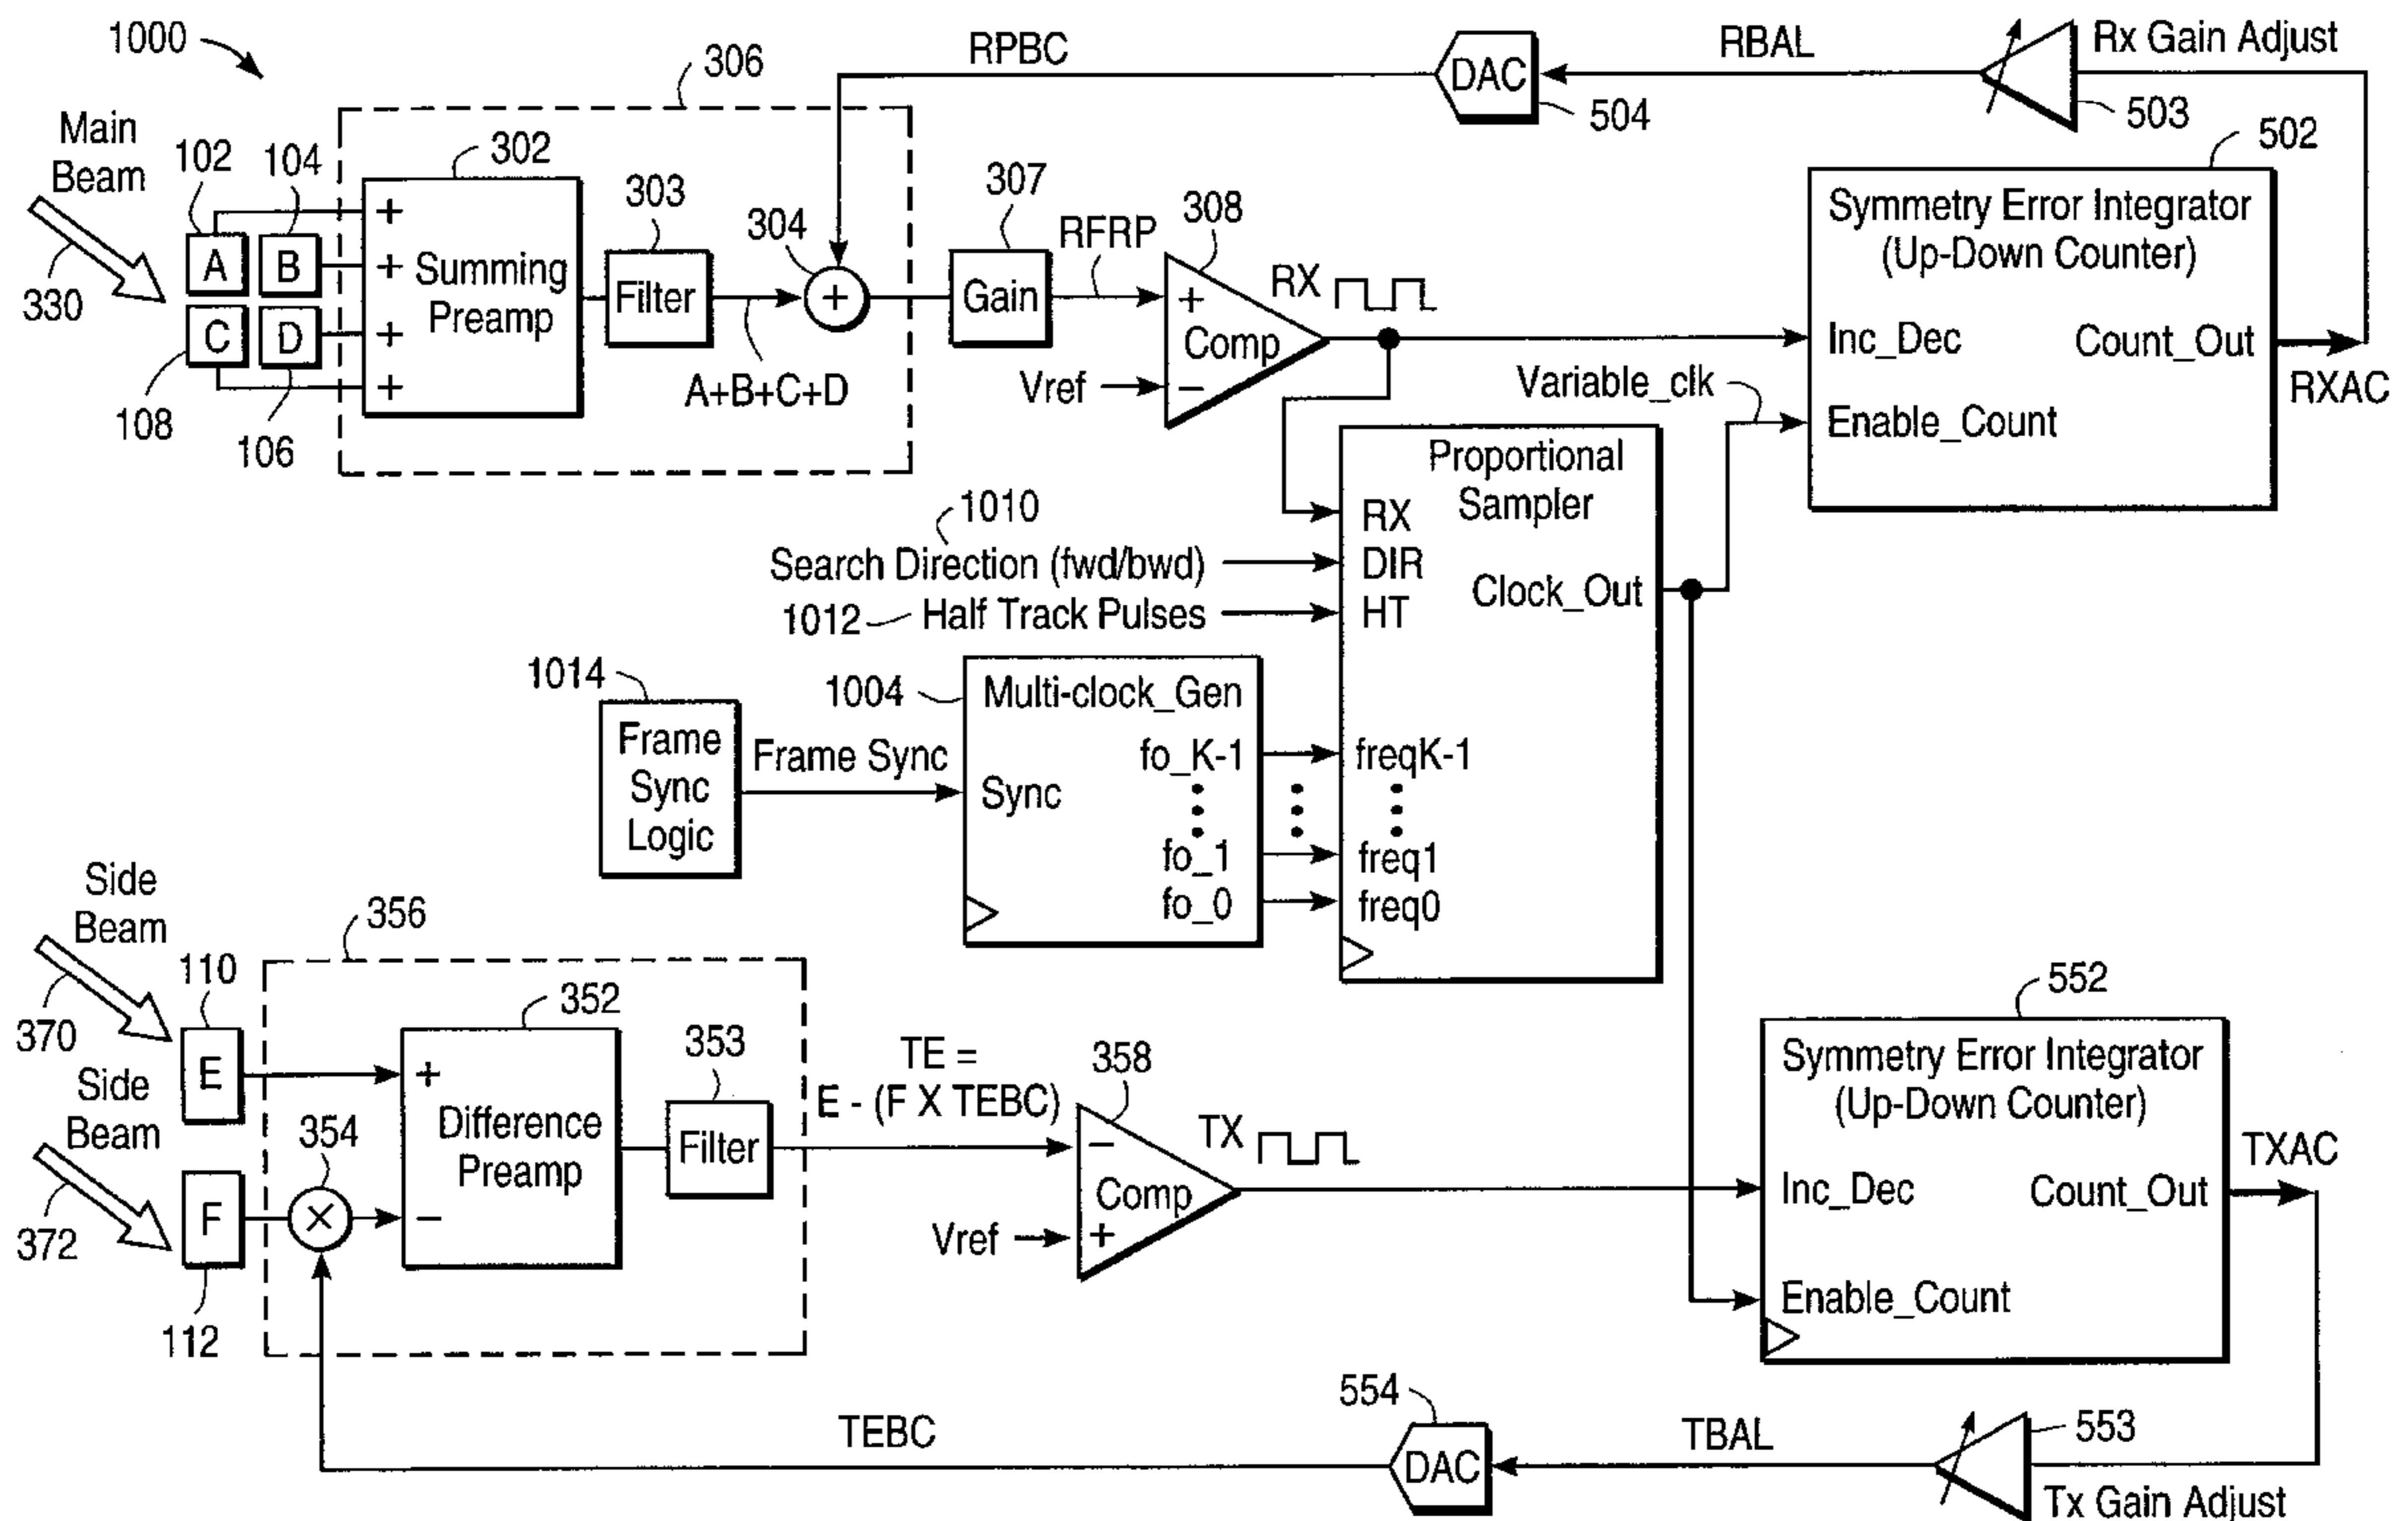 1000
306
RPBC
DAC
504
RBAL
Rx Gain Adjust
503
Main
Beam
330
102
104
A
B
C
D
108
106
302
+
+
+
+
Summing
Preamp
303
Filter
304
+
A+B+C+D
307
Gain
RFRP
308
+
Comp
−
Vref
RX
502
Symmetry Error Integrator
(Up-Down Counter)
Inc_Dec
Count_Out
Enable_Count
RXAC
Variable_clk
Proportional
Sampler
RX
DIR
HT
Clock_Out
freqK-1
freq1
freq0
1010
Search Direction (fwd/bwd)
1012
Half Track Pulses
1014
Frame
Sync
Logic
Frame Sync
1004
Multi-clock_Gen
Sync
fo_K-1
fo_1
fo_0
Side
Beam
370
110
E
Side
Beam
372
F
112
356
354
×
352
+
Difference
Preamp
−
353
Filter
TE =
E - (F X TEBC)
358
−
Comp
+
Vref
TX
552
Symmetry Error Integrator
(Up-Down Counter)
Inc_Dec
Count_Out
Enable_Count
TXAC
TEBC
554
DAC
TBAL
553
Tx Gain Adjust